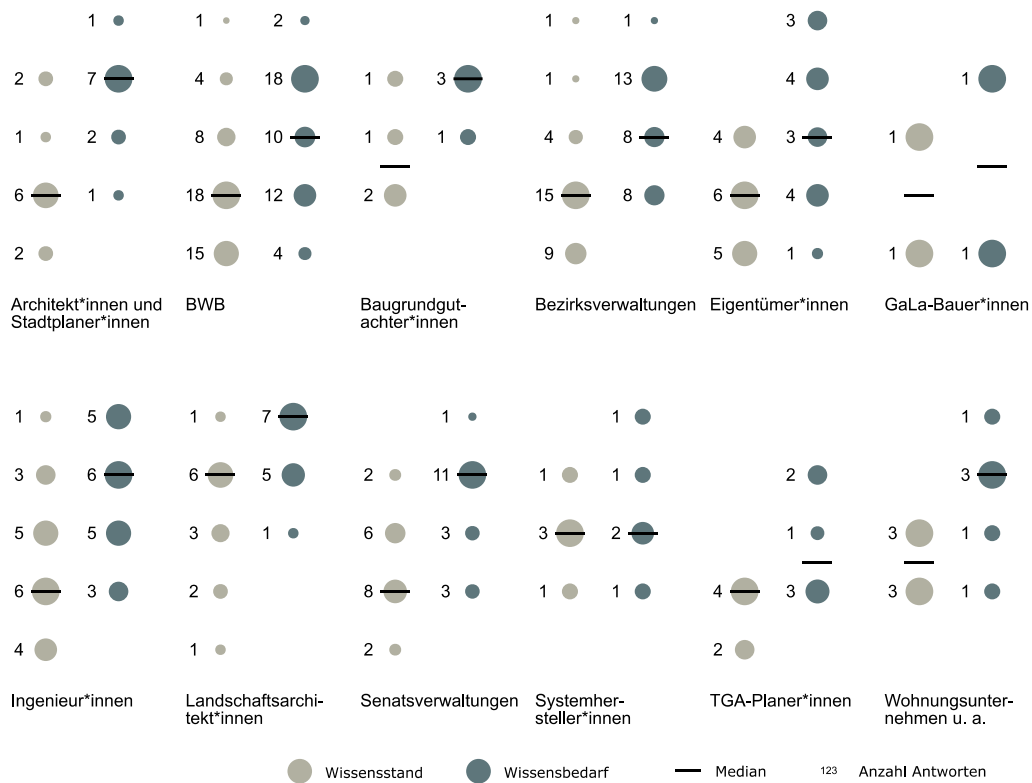 1 1 2 1 1 3
2 7 4 18 1 3 1 13 4 1
1 2 8 10 1 1 4 8 4 3 1
6 1 18 12 2 15 8 6 4
2 15 4 9 5 1 1 1
Architekt*innen und
Stadtplaner*innen
BWB
Baugrundgut-
achter*innen
Bezirksverwaltungen
Eigentümer*innen
GaLa-Bauer*innen
1 5 1 7 1 1 1
3 6 6 5 2 11 1 1 2 3
5 5 3 1 6 3 3 2 1 3 1
6 3 2 8 3 1 1 4 3 3 1
4 1 2 2
Ingenieur*innen
Landschaftsarchi-
tekt*innen
Senatsverwaltungen
Systemher-
steller*innen
TGA-Planer*innen
Wohnungsunter-
nehmen u. a.
Wissensstand Wissensbedarf Median 123 Anzahl Antworten